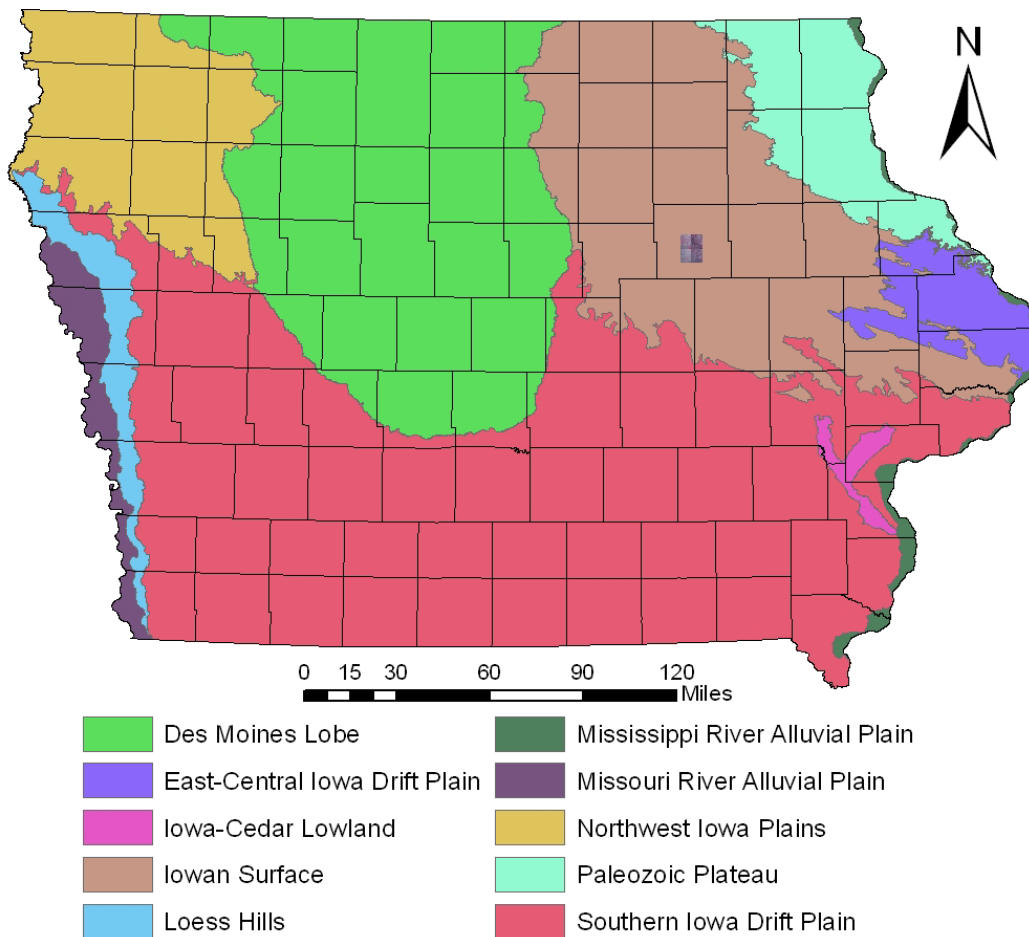 N
0 15 30 60 90 120
Miles
Des Moines Lobe
East-Central Iowa Drift Plain
Iowa-Cedar Lowland
Iowan Surface
Loess Hills
Mississippi River Alluvial Plain
Missouri River Alluvial Plain
Northwest Iowa Plains
Paleozoic Plateau
Southern Iowa Drift Plain